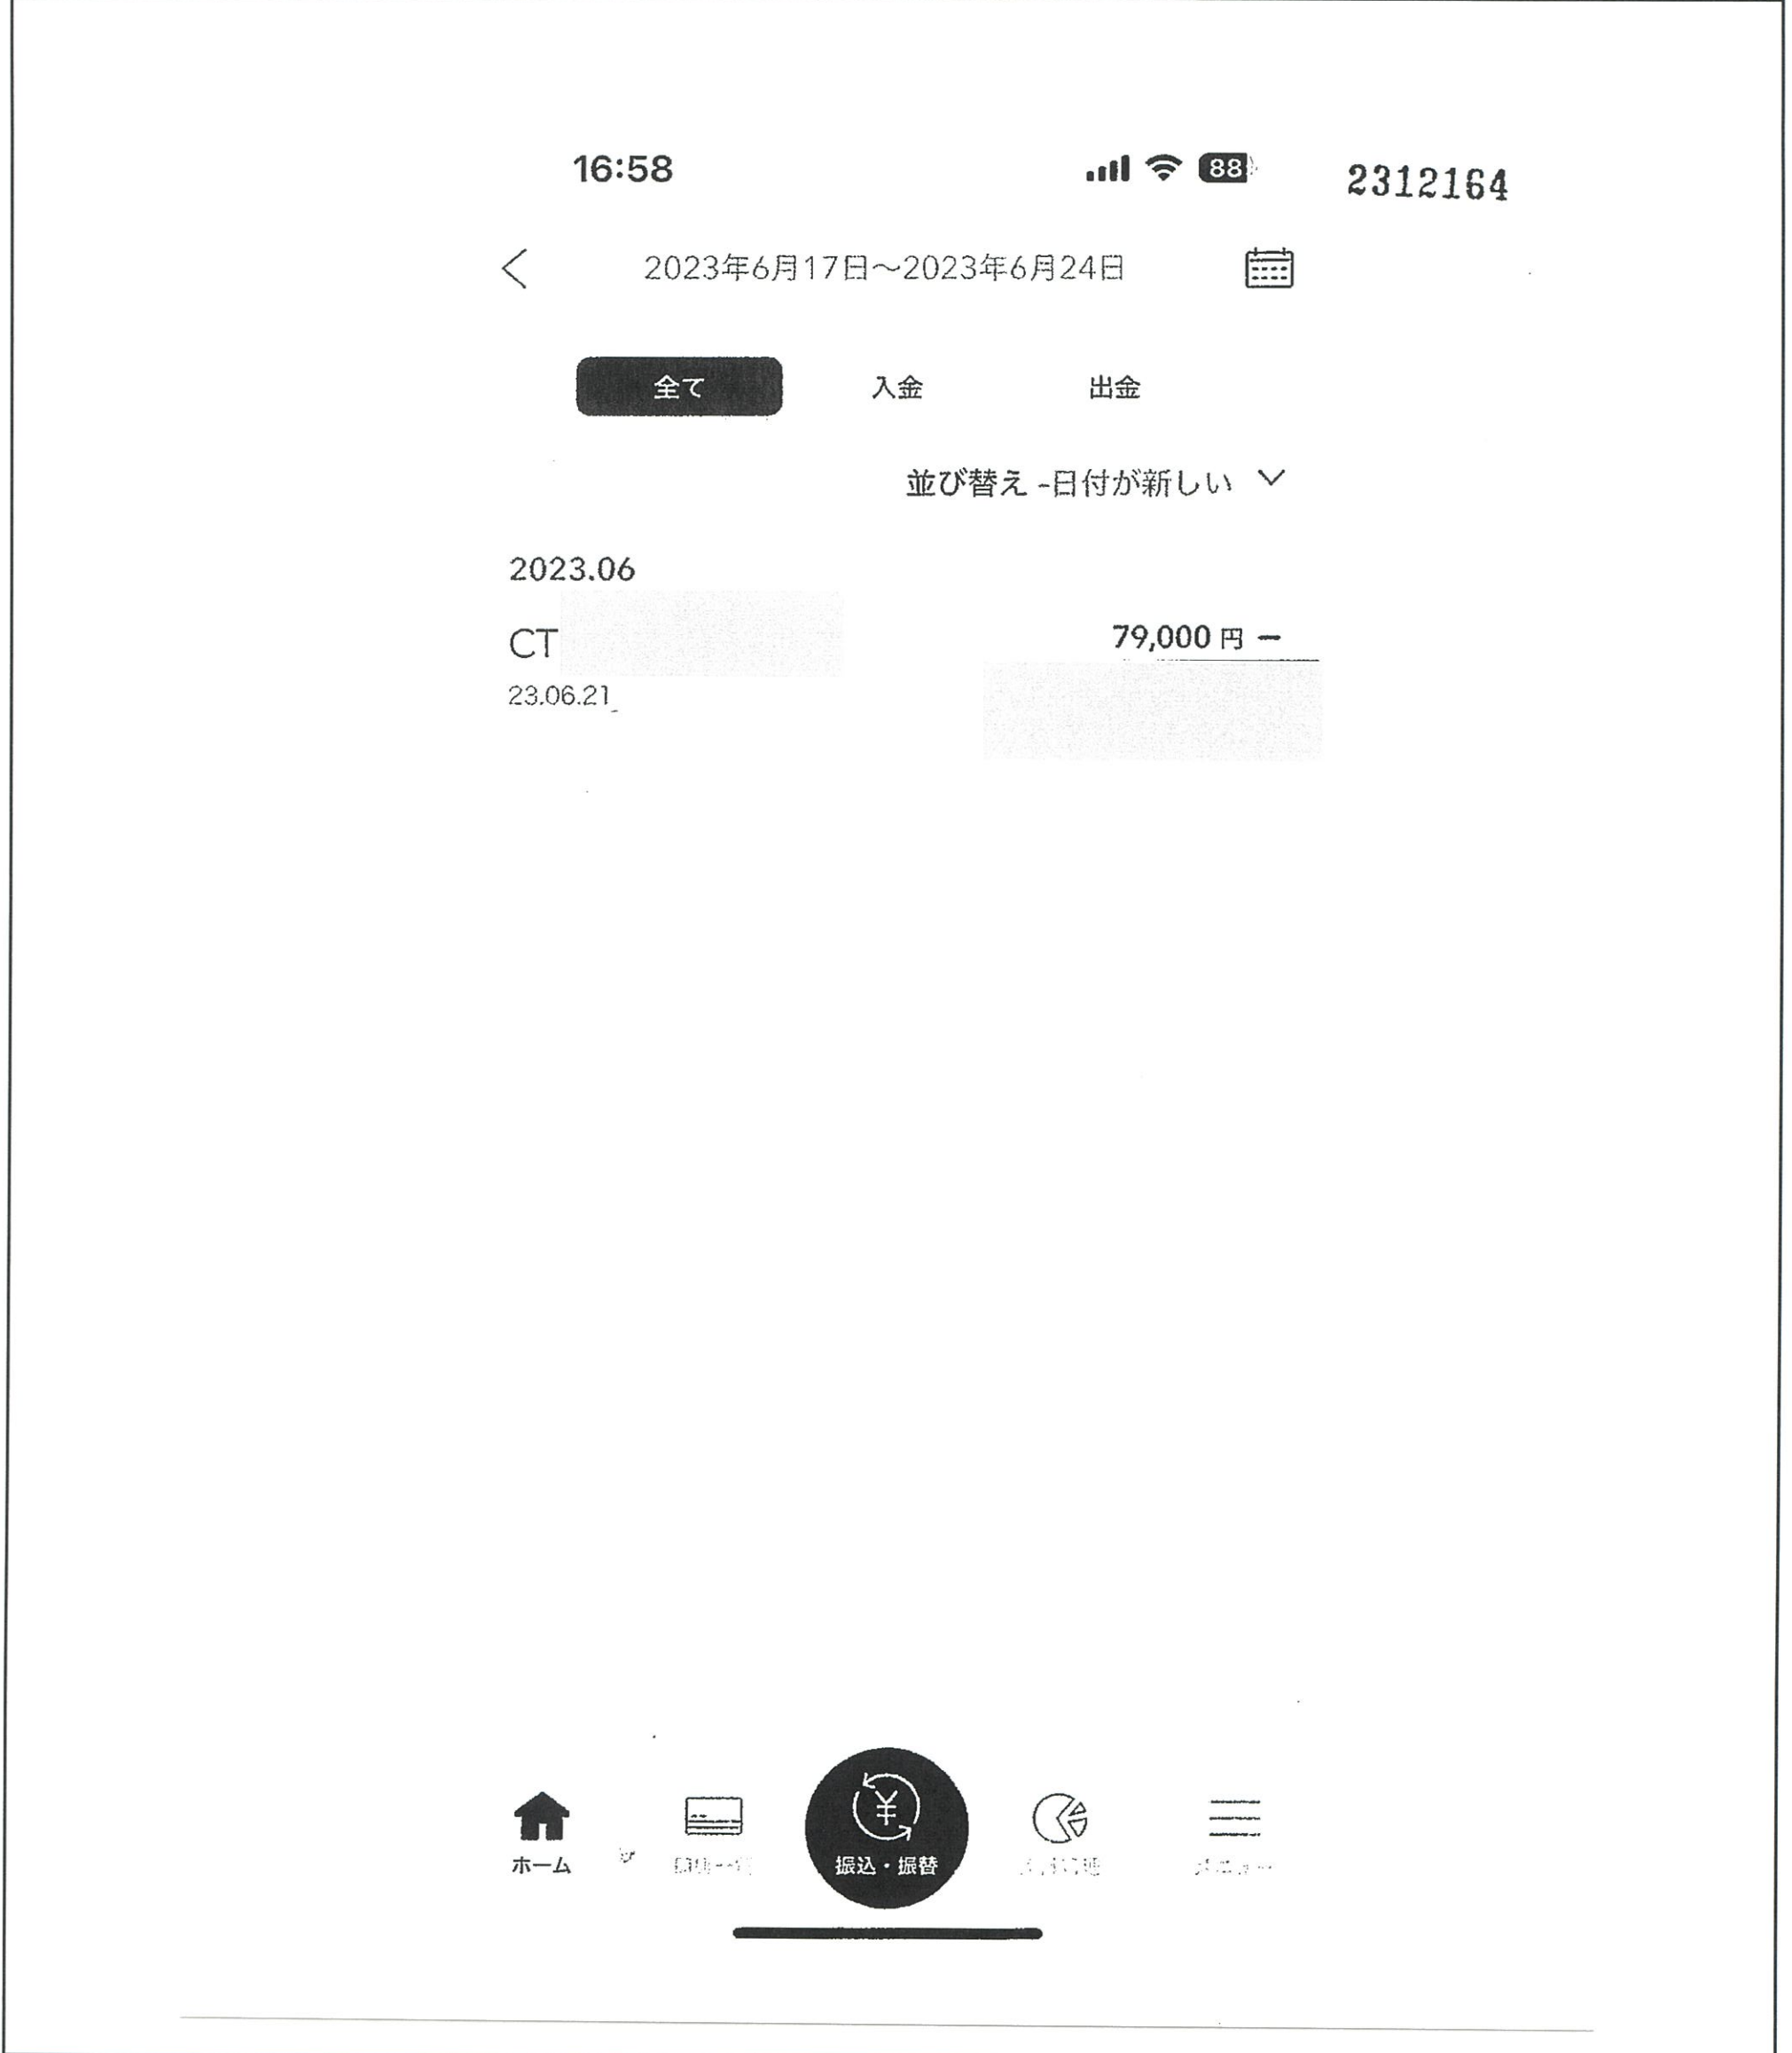 16:58
88
2312164
2023年6月17日～2023年6月24日
全て
入金
出金
並び替え -日付が新しい
2023.06
CT
79,000 円 −
23.06.21
ホーム
振込・振替